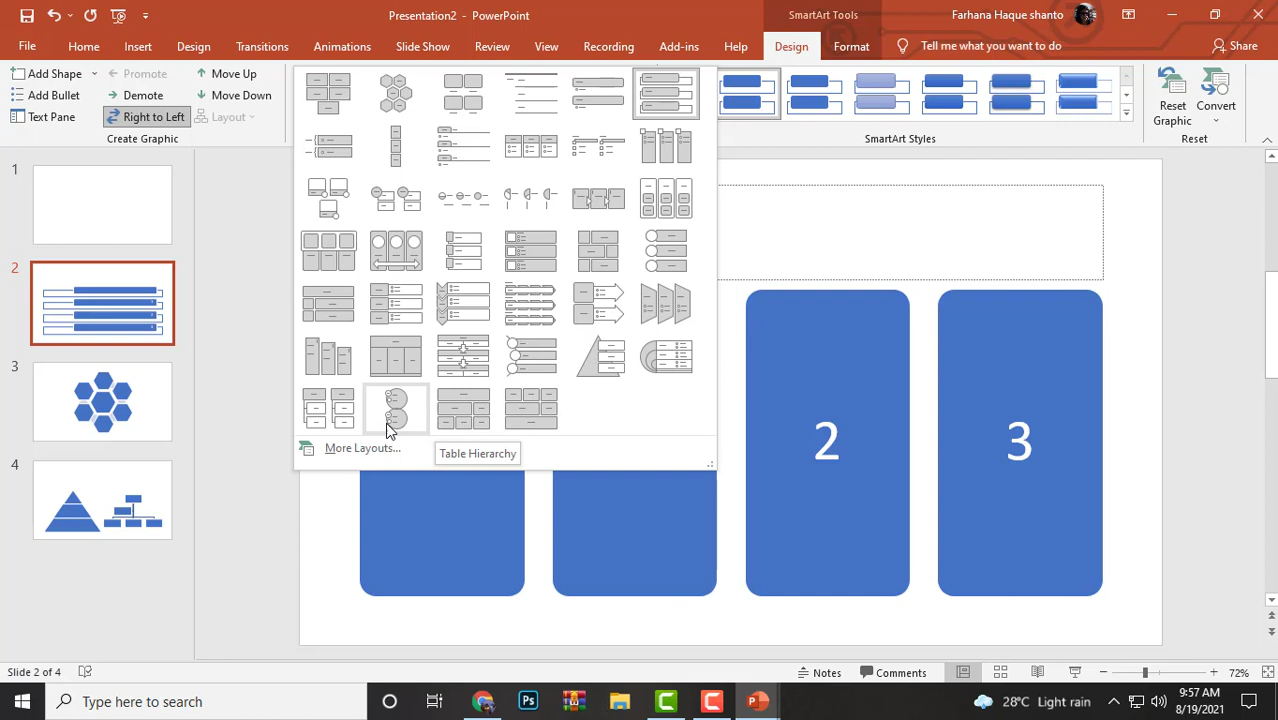 Presentation2 - PowerPoint
SmartArt Tools
Farhana Haque shanto
File
Home
Insert
Design
Transitions
Animations
Slide Show
Review
View
Recording
Add-ins
Help
Design
Format
Tell me what you want to do
Share
Add Shape
Promote
Move Up
Add Bullet
Demote
Move Down
Text Pane
Right to Left
Layout
Create Graphic
Reset
Graphic
Convert
SmartArt Styles
Reset
1
2
3
4
2
3
More Layouts...
Table Hierarchy
Slide 2 of 4
Notes
Comments
72%
Type here to search
Ps
28°C Light rain
9:57 AM
8/19/2021